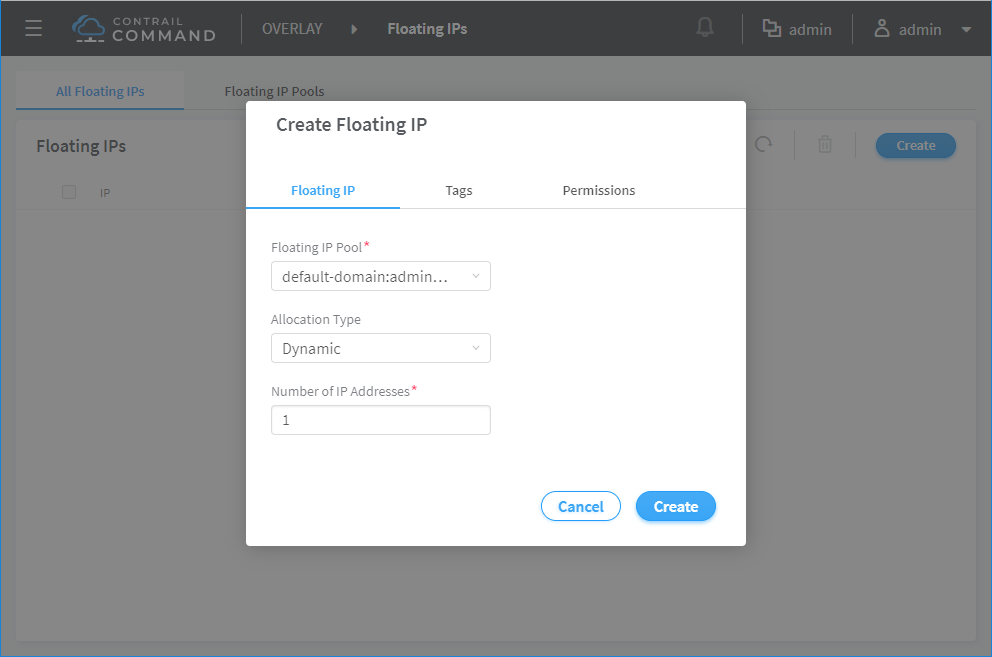 CONTRAIL
COMMAND
OVERLAY
Floating IPs
admin
admin
All Floating IPs
Floating IP Pools
Floating IPs
Create
IP
Create Floating IP
Floating IP
Tags
Permissions
Floating IP Pool*
default-domain:admin...
Allocation Type
Dynamic
Number of IP Addresses*
1
Cancel
Create